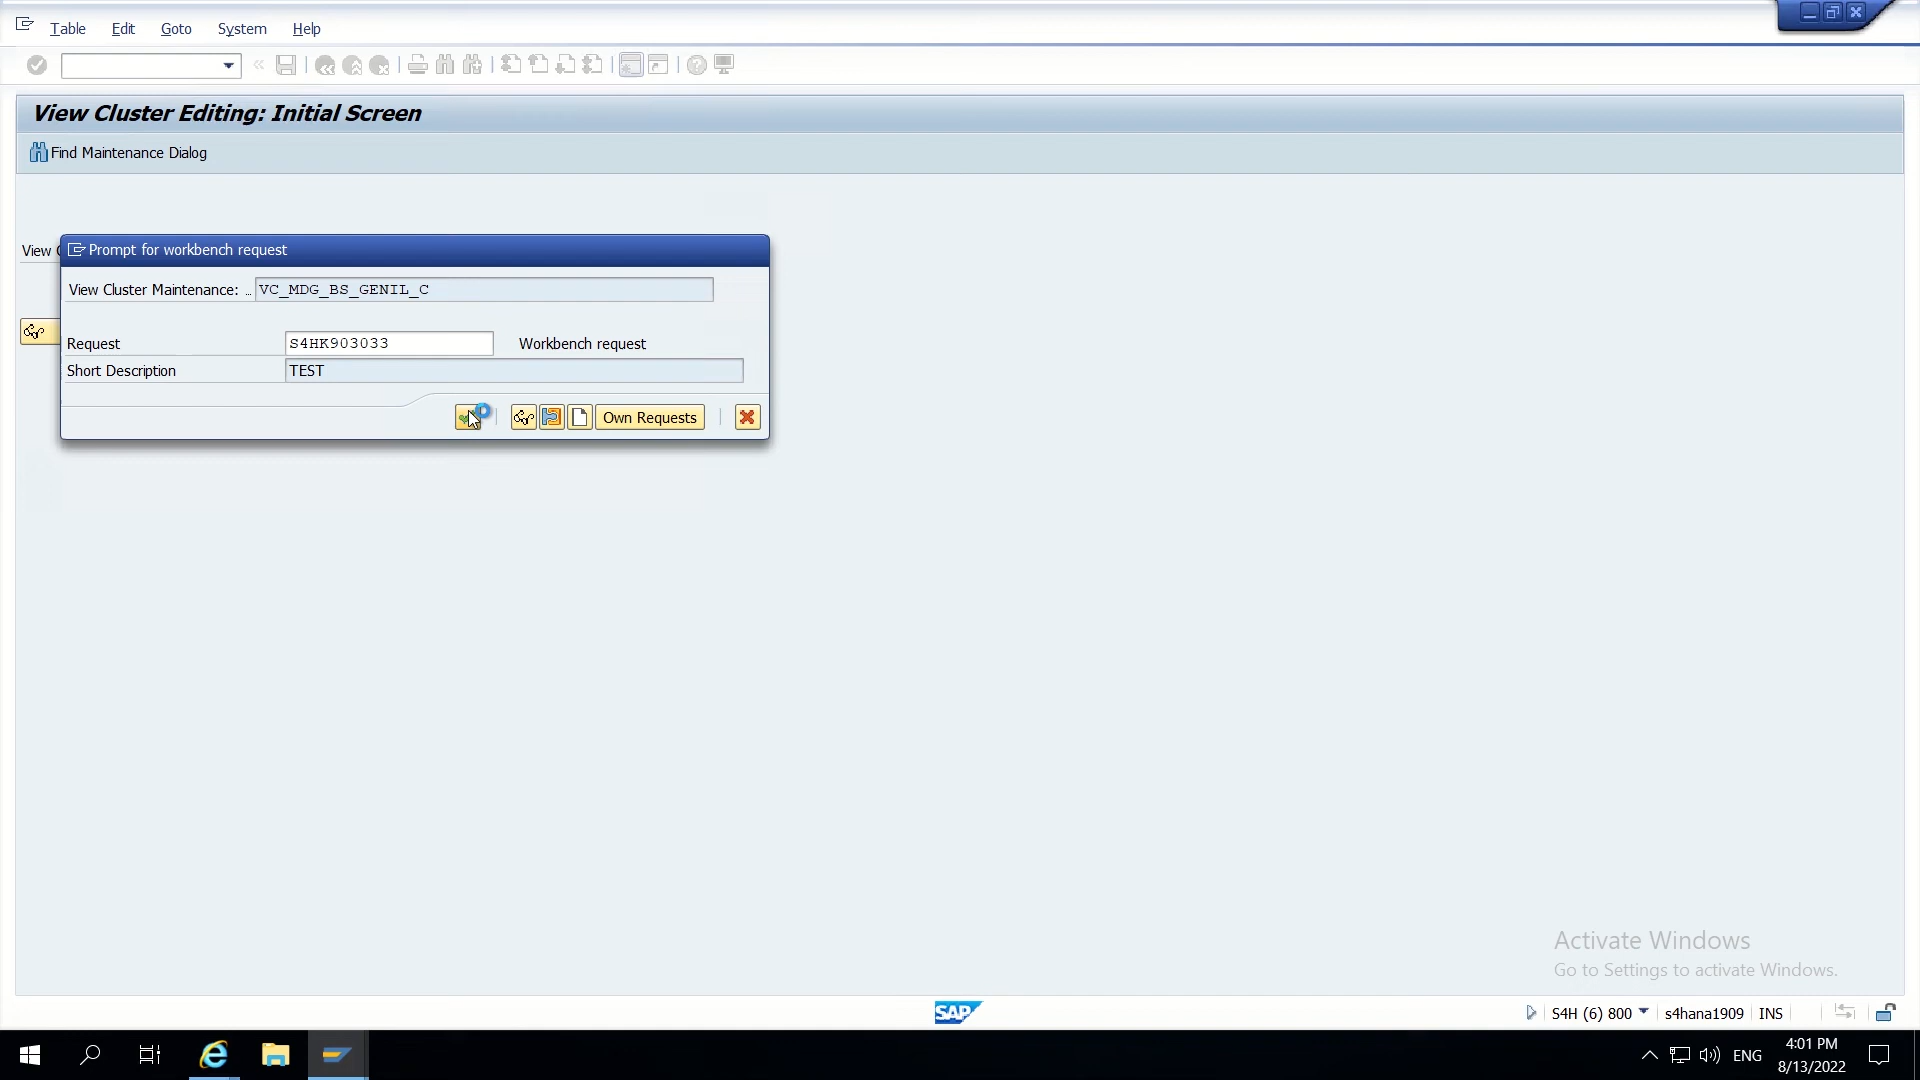 Table Edit Goto System Help
View Cluster Editing: Initial Screen
Find Maintenance Dialog
View
Prompt for workbench request
View Cluster Maintenance: ... VC_MDG_BS_GENIL_C
Request S4HK903033 Workbench request
Short Description TEST
Own Requests
Activate Windows
Go to Settings to activate Windows.
SAP
S4H (6) 800 s4hana1909 INS
ENG
4:01 PM
8/13/2022